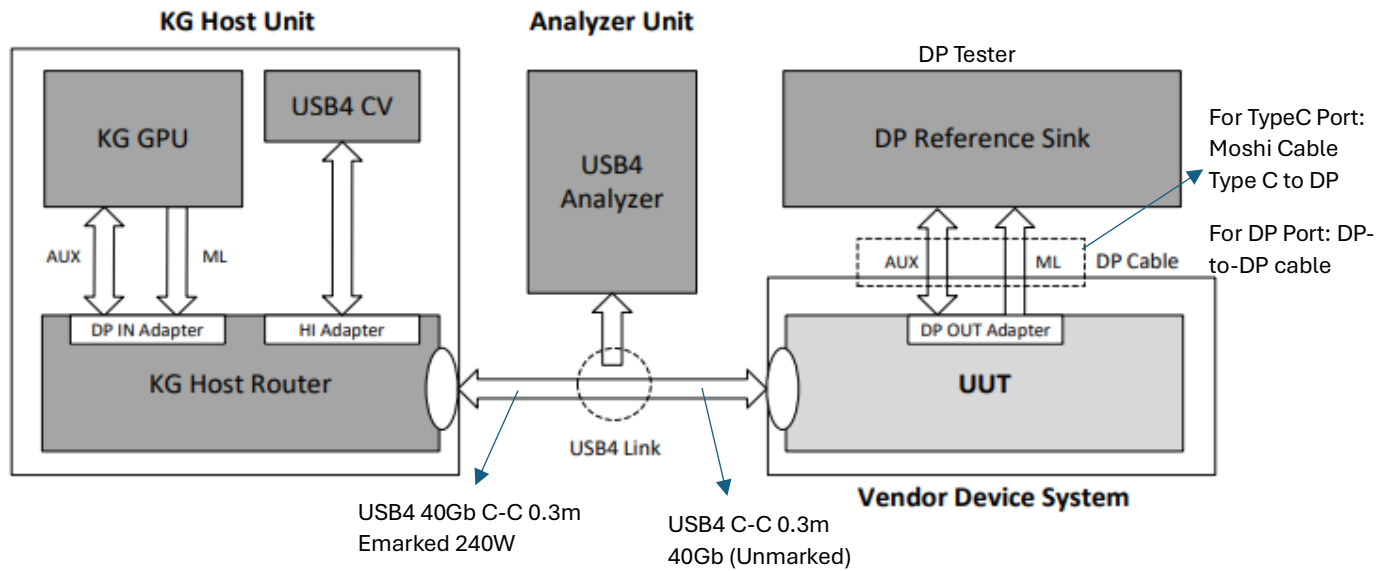 KG Host Unit
Analyzer Unit
DP Tester
KG GPU
USB4 CV
USB4
Analyzer
DP Reference Sink
For TypeC Port:
Moshi Cable
Type C to DP
For DP Port: DP-
to-DP cable
AUX
ML
AUX
ML
DP Cable
DP IN Adapter
HI Adapter
DP OUT Adapter
KG Host Router
UUT
USB4 Link
Vendor Device System
USB4 40Gb C-C 0.3m
Emarked 240W
USB4 C-C 0.3m
40Gb (Unmarked)